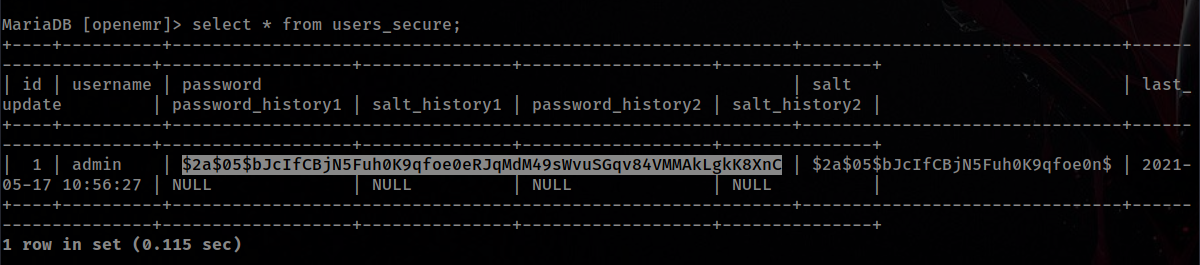 MariaDB [openemr]> select * from users_secure;
+----+----------+--------------------------------------------------------------+--------------------------------+------
---------------+-------------------+----------------+-------------------+----------------+
| id | username | password                                                     | salt                           | last_
update         | password_history1 | salt_history1 | password_history2 | salt_history2 |
+----+----------+--------------------------------------------------------------+--------------------------------+------
---------------+-------------------+----------------+-------------------+----------------+
| 1 | admin    | $2a$05$bJcIfCBjN5Fuh0K9qfoe0eRJqMdM49sWvuSGqv84VMMAkLgkK8XnC | $2a$05$bJcIfCBjN5Fuh0K9qfoe0n$ | 2021-
05-17 10:56:27 | NULL              | NULL          | NULL              | NULL          |
+----+----------+--------------------------------------------------------------+--------------------------------+------
---------------+-------------------+----------------+-------------------+----------------+
1 row in set (0.115 sec)